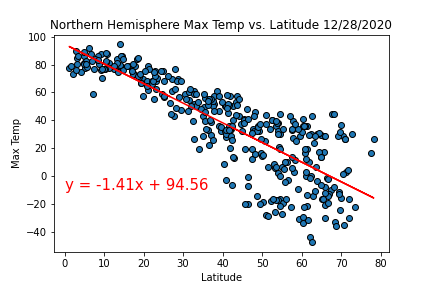 Northern Hemisphere Max Temp vs. Latitude 12/28/2020
100
80
60
40
20
0
−20
−40
Max Temp
y = -1.41x + 94.56
0 10 20 30 40 50 60 70 80
Latitude